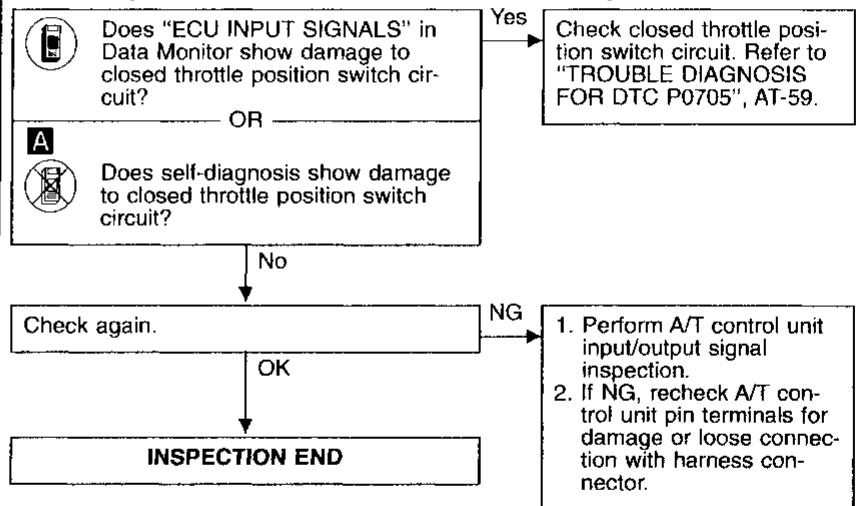 Does "ECU INPUT SIGNALS" in
Data Monitor show damage to
closed throttle position switch cir-
cuit?
Yes
Check closed throttle posi-
tion switch circuit. Refer to
"TROUBLE DIAGNOSIS
FOR DTC P0705", AT-59.
OR
A
Does self-diagnosis show damage
to closed throttle position switch
circuit?
No
Check again.
NG
1. Perform A/T control unit
input/output signal
inspection.
2. If NG, recheck A/T con-
trol unit pin terminals for
damage or loose connec-
tion with harness con-
nector.
OK
INSPECTION END